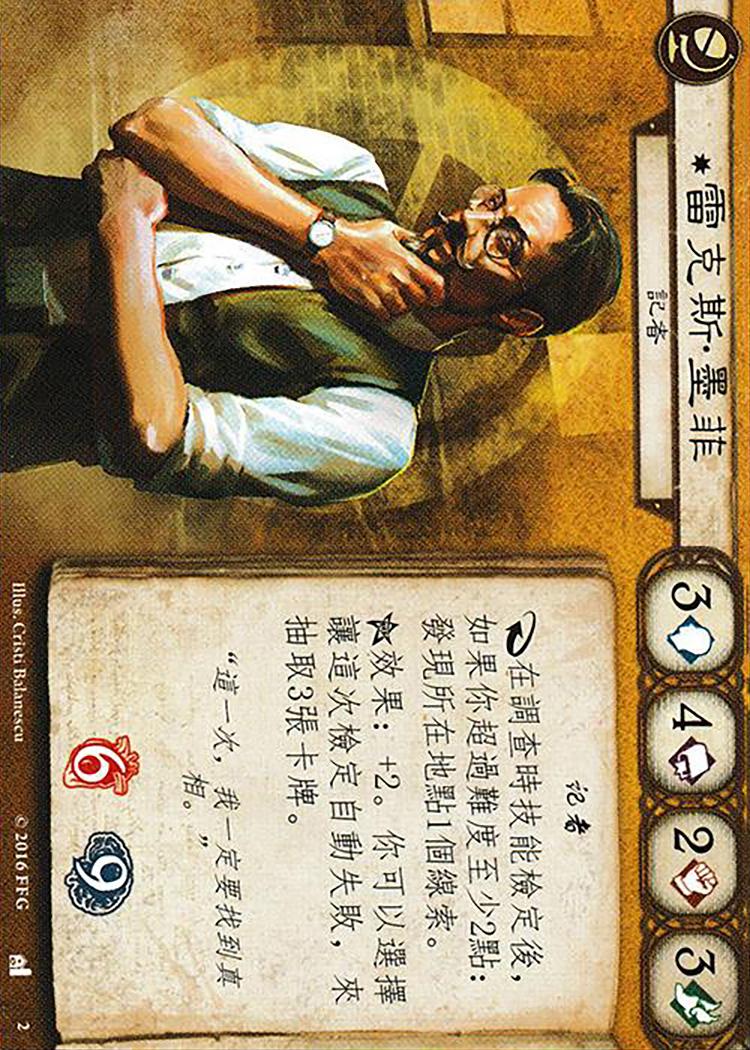 雷克斯·墨菲
記者
3 4 2 3
記者
在調查時技能檢定後，
如果你超過難度至少2點：
發現所在地點1個線索。
效果：+2。你可以選擇
讓這次檢定自動失敗，來
抽取3張卡牌。
“這一次，我一定要找到真
相。”
6 9
Illus. Cristi Balanescu © 2016 FFG 2